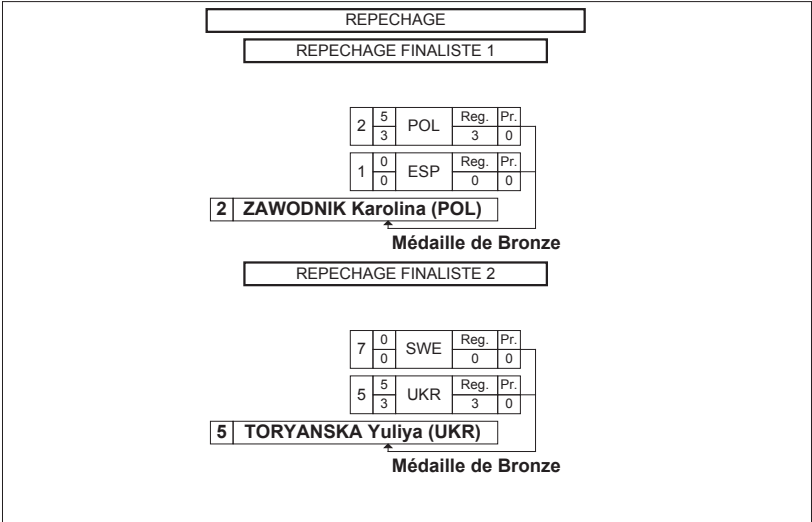 REPECHAGE
REPECHAGE FINALISTE 1
2 5 POL Reg. Pr.
3 3 0
1 0 ESP Reg. Pr.
0 0 0
2 ZAWODNIK Karolina (POL)
Médaille de Bronze
REPECHAGE FINALISTE 2
7 0 SWE Reg. Pr.
0 0 0
5 5 UKR Reg. Pr.
3 3 0
5 TORYANSKA Yuliya (UKR)
Médaille de Bronze